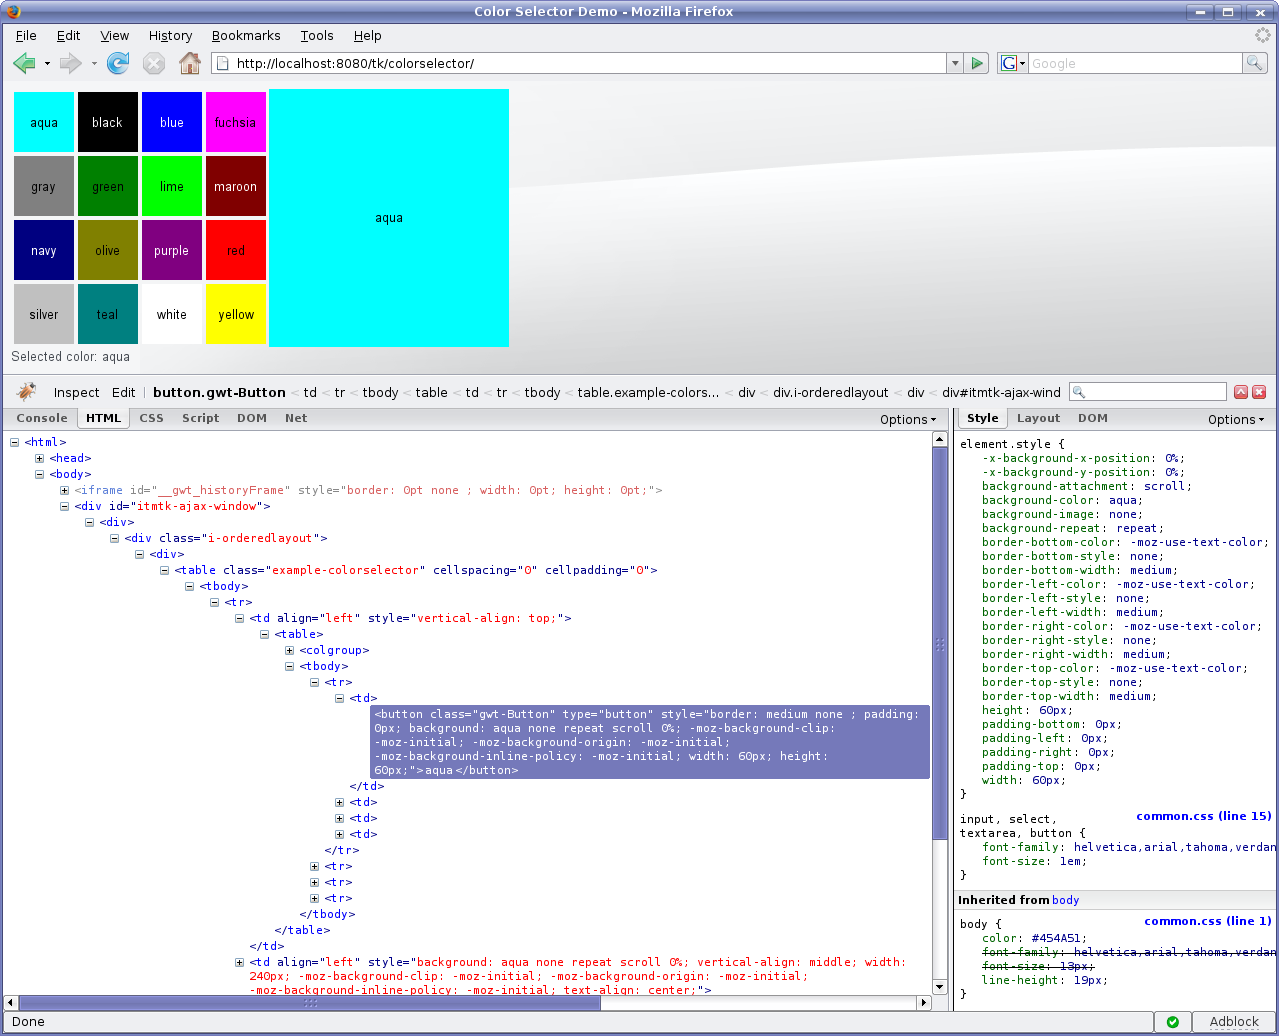 Color Selector Demo - Mozilla Firefox
File Edit View History Bookmarks Tools Help
http://localhost:8080/tk/colorselector/ G Google
aqua black blue fuchsia
gray green lime maroon
aqua
navy olive purple red
silver teal white yellow
Selected color: aqua
Inspect Edit button.gwt-Button < td < tr < tbody < table < td < tr < tbody < table.example-colors... < div < div.i-orderedlayout < div < div#itmtk-ajax-wind
Console HTML CSS Script DOM Net Options
<html>
<head>
<body>
<iframe id="__gwt_historyFrame" style="border: 0pt none ; width: 0pt; height: 0pt;">
<div id="itmtk-ajax-window">
<div>
<div class="i-orderedlayout">
<div>
<table class="example-colorselector" cellspacing="0" cellpadding="0">
<tbody>
<tr>
<td align="left" style="vertical-align: top;">
<table>
<colgroup>
<tbody>
<tr>
<td>
<button class="gwt-Button" type="button" style="border: medium none ; padding:
0px; background: aqua none repeat scroll 0%; -moz-background-clip:
-moz-initial; -moz-background-origin: -moz-initial;
-moz-background-inline-policy: -moz-initial; width: 60px; height:
60px;">aqua</button>
</td>
<td>
<td>
<td>
</tr>
<tr>
<tr>
<tr>
</tbody>
</table>
</td>
<td align="left" style="background: aqua none repeat scroll 0%; vertical-align: middle; width:
240px; -moz-background-clip: -moz-initial; -moz-background-origin: -moz-initial;
-moz-background-inline-policy: -moz-initial; text-align: center;">
Style Layout DOM Options
element.style {
-x-background-x-position: 0%;
-x-background-y-position: 0%;
background-attachment: scroll;
background-color: aqua;
background-image: none;
background-repeat: repeat;
border-bottom-color: -moz-use-text-color;
border-bottom-style: none;
border-bottom-width: medium;
border-left-color: -moz-use-text-color;
border-left-style: none;
border-left-width: medium;
border-right-color: -moz-use-text-color;
border-right-style: none;
border-right-width: medium;
border-top-color: -moz-use-text-color;
border-top-style: none;
border-top-width: medium;
height: 60px;
padding-bottom: 0px;
padding-left: 0px;
padding-right: 0px;
padding-top: 0px;
width: 60px;
}
input, select, common.css (line 15)
textarea, button {
font-family: helvetica,arial,tahoma,verdan
font-size: 1em;
}
Inherited from body
body { common.css (line 1)
color: #454A51;
font-family: helvetica,arial,tahoma,verdan
font-size: 13px;
line-height: 19px;
}
Done Adblock